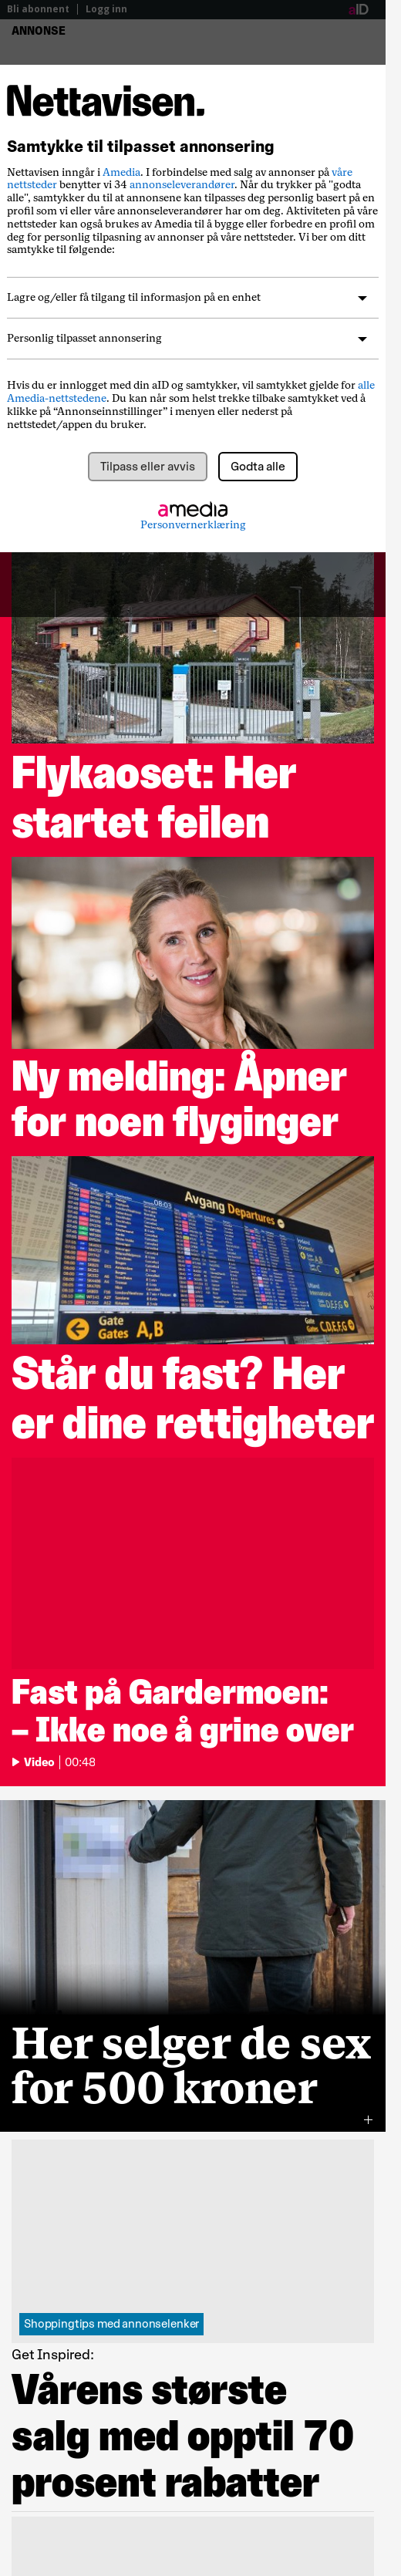 Bli abonnent
Logg inn
aID
ANNONSE
Nettavisen.
Samtykke til tilpasset annonsering
Nettavisen inngår i Amedia. I forbindelse med salg av annonser på våre
nettsteder benytter vi 34 annonseleverandører. Når du trykker på "godta
alle", samtykker du til at annonsene kan tilpasses deg personlig basert på en
profil som vi eller våre annonseleverandører har om deg. Aktiviteten på våre
nettsteder kan også brukes av Amedia til å bygge eller forbedre en profil om
deg for personlig tilpasning av annonser på våre nettsteder. Vi ber om ditt
samtykke til følgende:
Lagre og/eller få tilgang til informasjon på en enhet
Personlig tilpasset annonsering
Hvis du er innlogget med din aID og samtykker, vil samtykket gjelde for alle
Amedia-nettstedene. Du kan når som helst trekke tilbake samtykket ved å
klikke på “Annonseinnstillinger” i menyen eller nederst på
nettstedet/appen du bruker.
Tilpass eller avvis
Godta alle
amedia
Personvernerklæring
Flykaoset: Her
startet feilen
Ny melding: Åpner
for noen flyginger
08:03
Avgang Departures
Gate
Gates A,B
Gates C,D,E,F,G
Står du fast? Her
er dine rettigheter
Fast på Gardermoen:
– Ikke noe å grine over
Video
00:48
Her selger de sex
for 500 kroner
+
Shoppingtips med annonselenker
Get Inspired:
Vårens største
salg med opptil 70
prosent rabatter